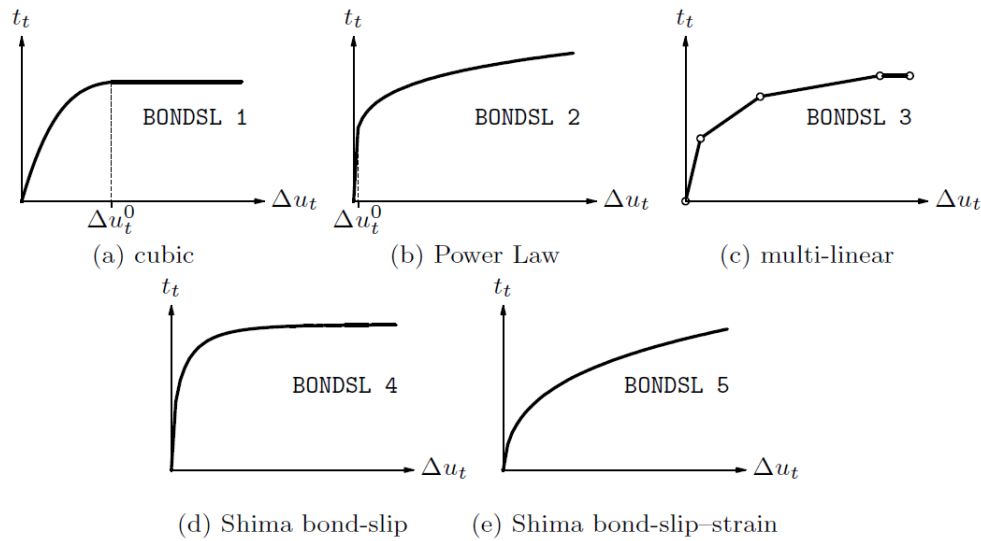 t_t t_t t_t
BONDSL 1 BONDSL 2 BONDSL 3
Δu_t Δu_t Δu_t
Δu_t^0 Δu_t^0
(a) cubic (b) Power Law (c) multi-linear
t_t t_t
BONDSL 4 BONDSL 5
Δu_t Δu_t
(d) Shima bond-slip (e) Shima bond-slip–strain